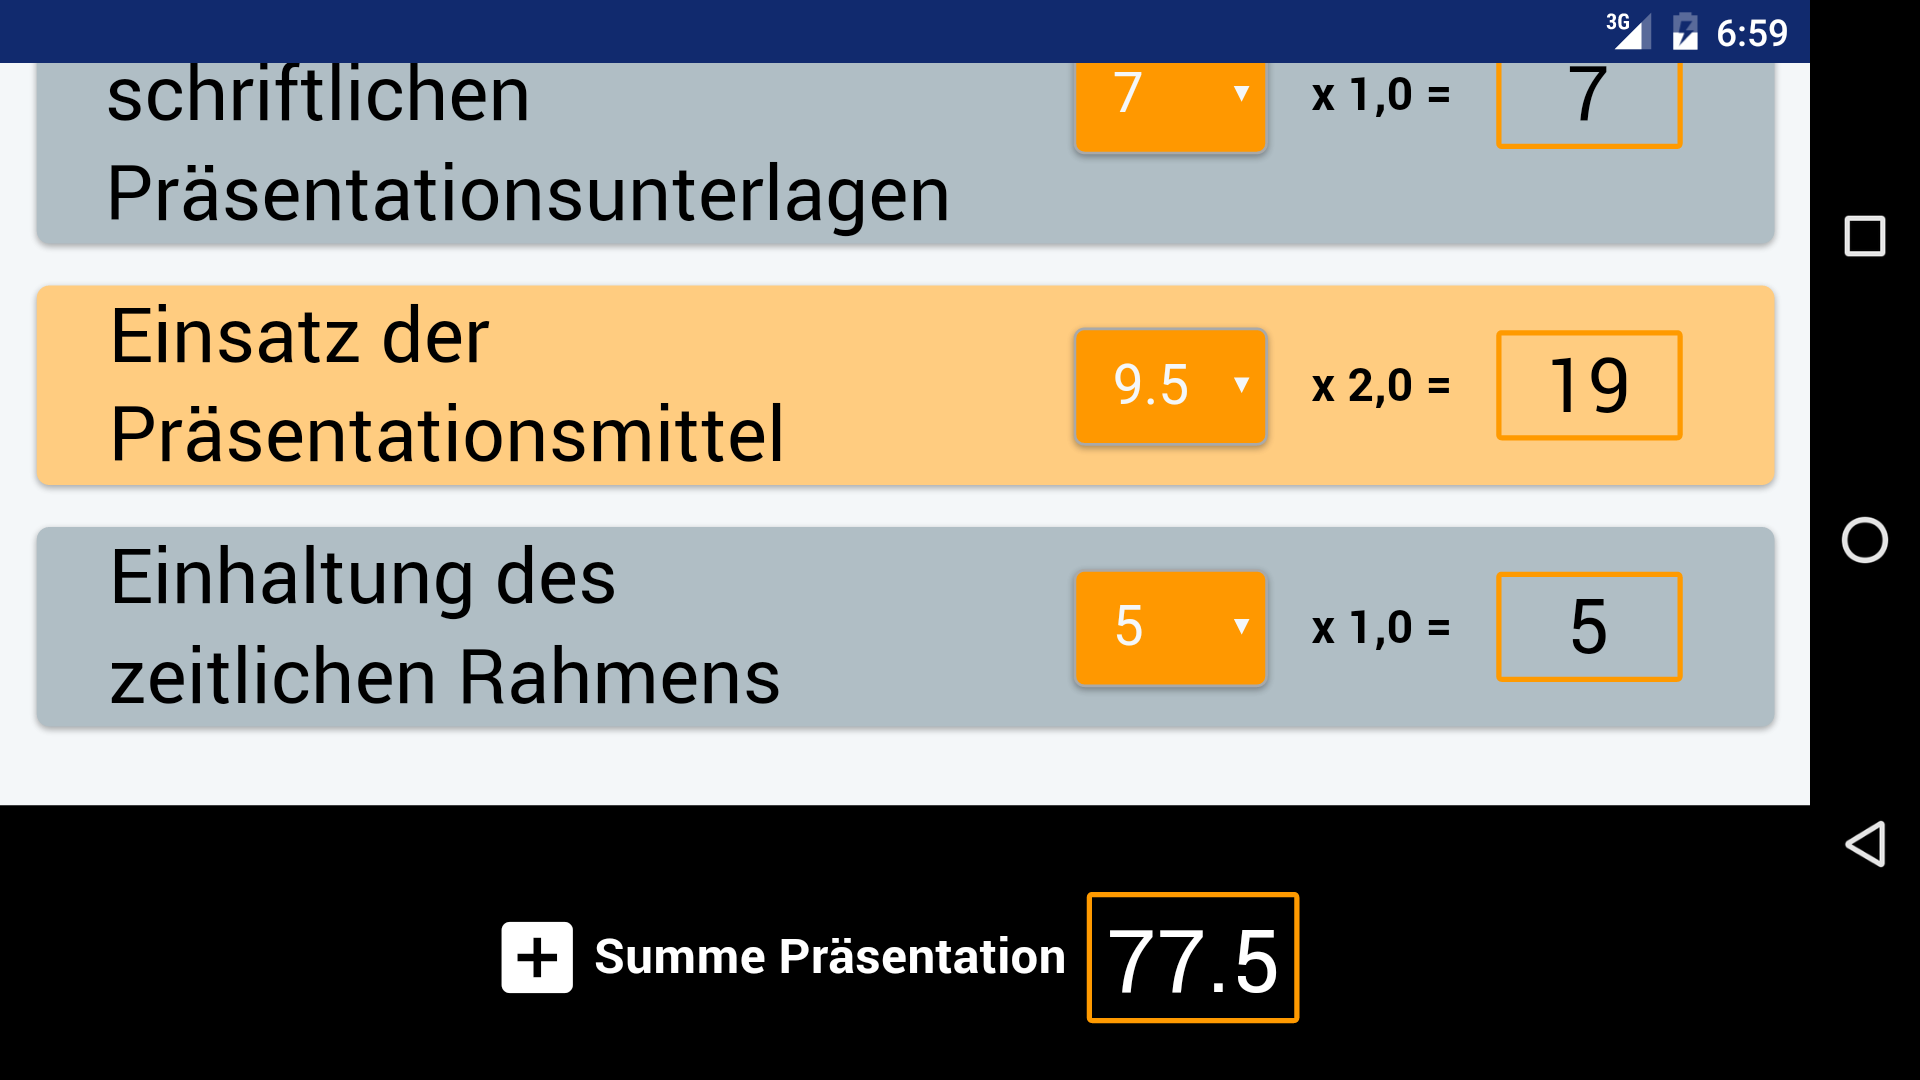 3G 6:59
schriftlichen
Präsentationsunterlagen
7 ▼ x 1,0 = 7
Einsatz der
Präsentationsmittel
9.5 ▼ x 2,0 = 19
Einhaltung des
zeitlichen Rahmens
5 ▼ x 1,0 = 5
Summe Präsentation 77.5